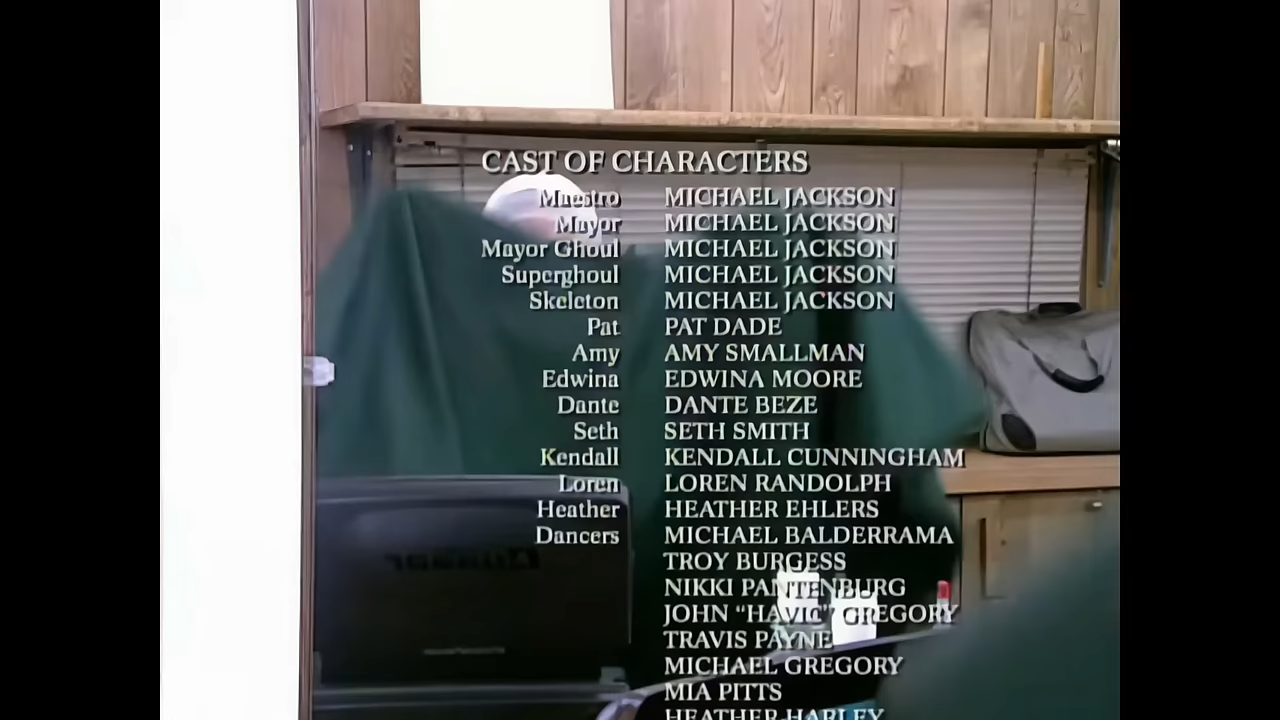 CAST OF CHARACTERS
Maestro MICHAEL JACKSON
Mayor MICHAEL JACKSON
Mayor Ghoul MICHAEL JACKSON
Superghoul MICHAEL JACKSON
Skeleton MICHAEL JACKSON
Pat PAT DADE
Amy AMY SMALLMAN
Edwina EDWINA MOORE
Dante DANTE BEZE
Seth SETH SMITH
Kendall KENDALL CUNNINGHAM
Loren LOREN RANDOLPH
Heather HEATHER EHLERS
Dancers MICHAEL BALDERRAMA
TROY BURGESS
NIKKI PANTENBURG
JOHN “HAVIC” GREGORY
TRAVIS PAYNE
MICHAEL GREGORY
MIA PITTS
HEATHER HARLEY